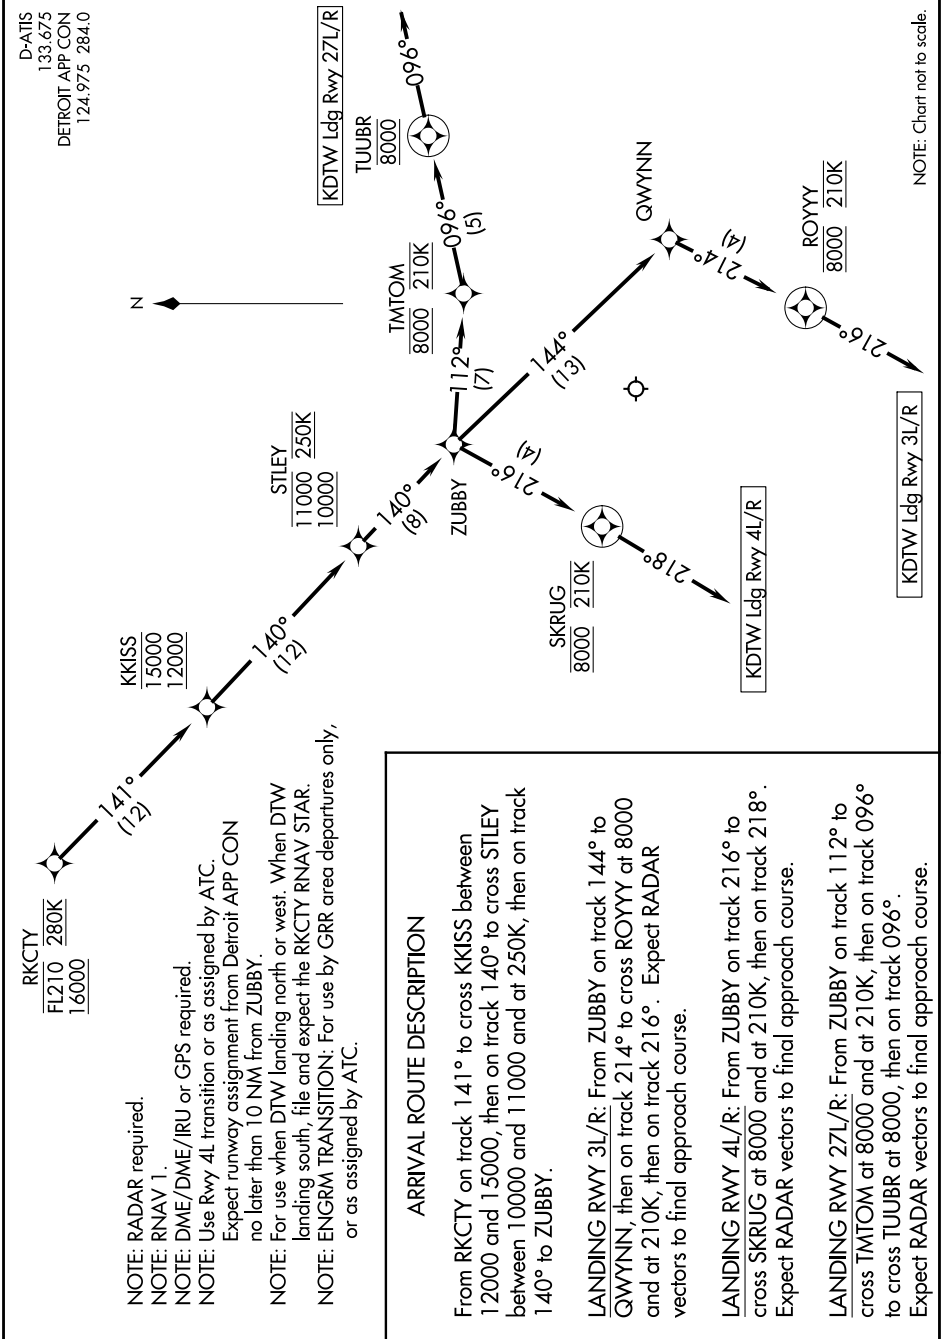 D-ATIS
133.675
DETROIT APP CON
124.975 284.0
RKCTY
FL210 280K
16000
141°
(12)
KKISS
15000
12000
140°
(12)
STLEY
11000 250K
10000
140°
(8)
ZUBBY
N
112°
(7)
TMTOM
8000 210K
096°
(5)
TUUBR
8000
096°
KDTW Ldg Rwy 27L/R
144°
(13)
QWYNN
214°
(4)
ROYYY
8000 210K
216°
KDTW Ldg Rwy 3L/R
216°
(4)
SKRUG
8000 210K
218°
KDTW Ldg Rwy 4L/R
NOTE: Chart not to scale.
NOTE: RADAR required.
NOTE: RNAV 1.
NOTE: DME/DME/IRU or GPS required.
NOTE: Use Rwy 4L transition or as assigned by ATC.
Expect runway assignment from Detroit APP CON
no later than 10 NM from ZUBBY.
NOTE: For use when DTW landing north or west. When DTW
landing south, file and expect the RKCTY RNAV STAR.
NOTE: ENGRM TRANSITION: For use by GRR area departures only,
or as assigned by ATC.
ARRIVAL ROUTE DESCRIPTION
From RKCTY on track 141° to cross KKISS between
12000 and 15000, then on track 140° to cross STLEY
between 10000 and 11000 and at 250K, then on track
140° to ZUBBY.
LANDING RWY 3L/R: From ZUBBY on track 144° to
QWYNN, then on track 214° to cross ROYYY at 8000
and at 210K, then on track 216°. Expect RADAR
vectors to final approach course.
LANDING RWY 4L/R: From ZUBBY on track 216° to
cross SKRUG at 8000 and at 210K, then on track 218°.
Expect RADAR vectors to final approach course.
LANDING RWY 27L/R: From ZUBBY on track 112° to
cross TMTOM at 8000 and at 210K, then on track 096°
to cross TUUBR at 8000, then on track 096°.
Expect RADAR vectors to final approach course.